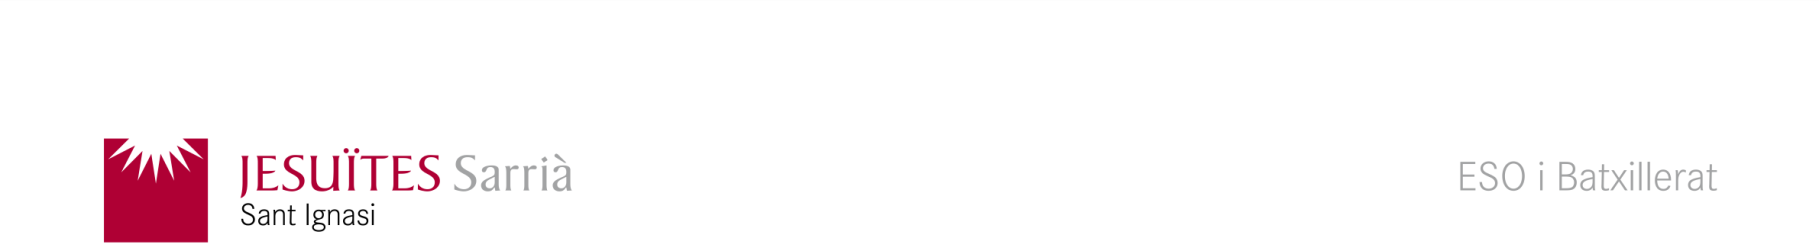 JESUÏTES Sarrià
Sant Ignasi
ESO i Batxillerat